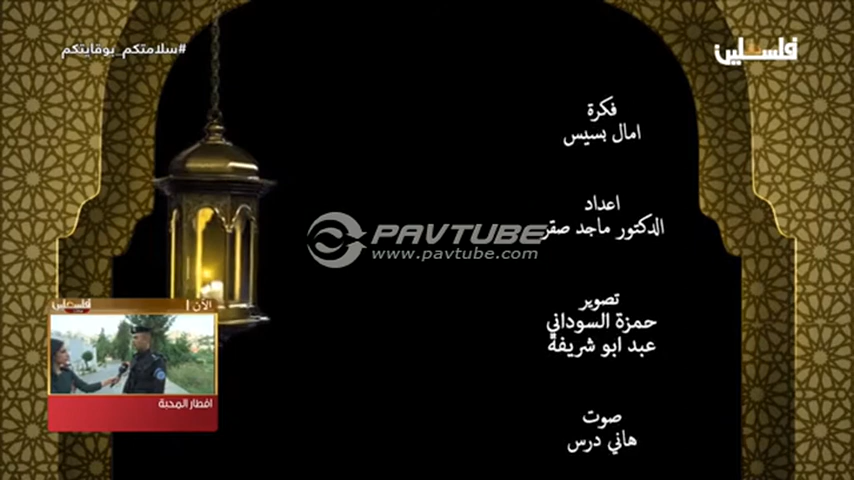 #سلامتكم_بوقايتكم
فلسطين
فكرة
امال بسيس
اعداد
الدكتور ماجد صقر
PAVTUBE
www.pavtube.com
تصوير
حمزة السوداني
عبد ابو شريفة
صوت
هاني درس
الآن |
فلسطين
افطار المحبة